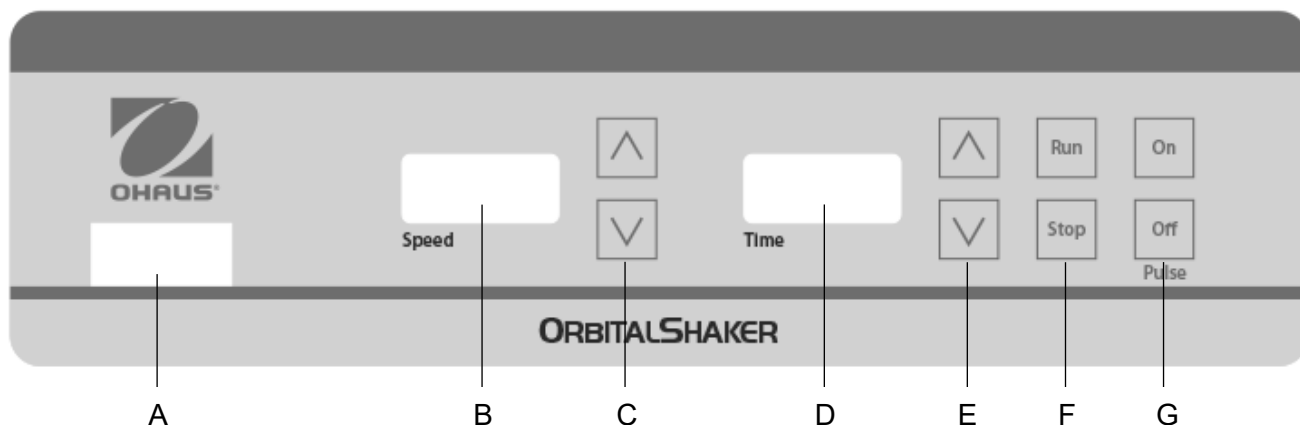 OHAUS®
Speed
Time
Run
On
Stop
Off
Pulse
ORBITALSHAKER
A B C D E F G